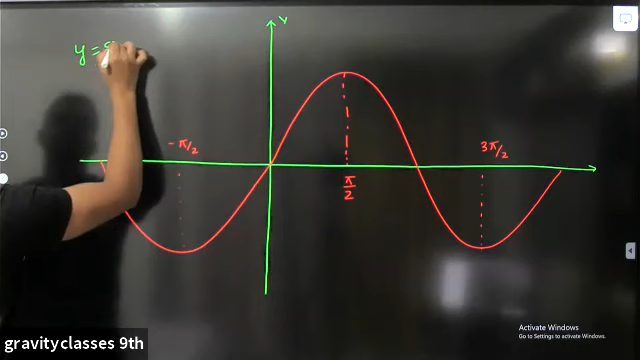 y
y =
- π/2
3π/2
π/2
Activate Windows
Go to Settings to activate Windows.
gravityclasses 9th